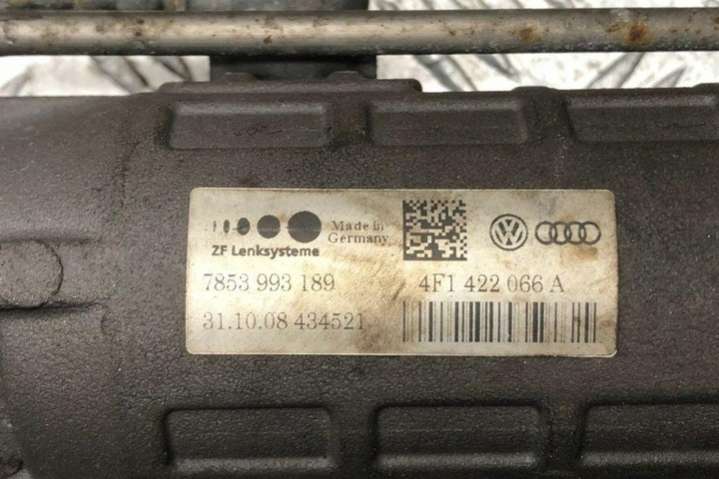 Made in
Germany
ZF Lenksysteme
7853 993 189
4F1 422 066 A
31.10.08 434521